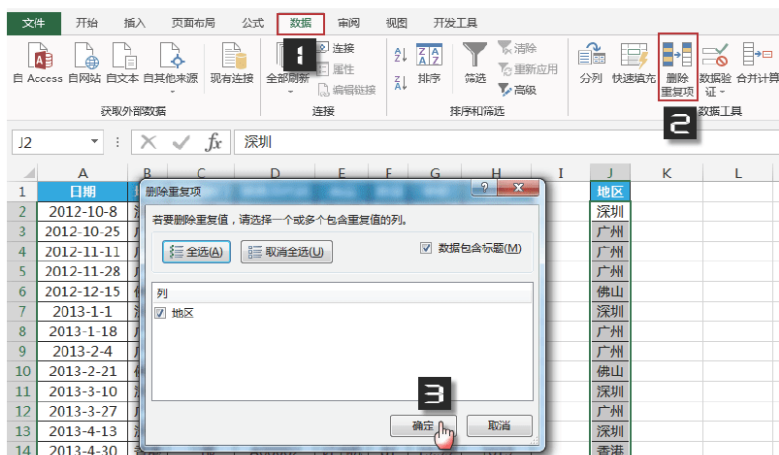 文件 开始 插入 页面布局 公式 数据 审阅 视图 开发工具
1
自 Access 自网站 自文本 自其他来源 现有连接 全部刷新 连接 属性 编辑链接 排序 筛选 清除 重新应用 高级 分列 快速填充 删除重复项 数据验证 合并计算
2
获取外部数据 连接 排序和筛选 数据工具
J2 fx 深圳
A B C D E F G H I J K L
1 日期 地区
2 2012-10-8 深圳
3 2012-10-25 广州
4 2012-11-11 广州
5 2012-11-28 广州
6 2012-12-15 佛山
7 2013-1-1 深圳
8 2013-1-18 广州
9 2013-2-4 广州
10 2013-2-21 佛山
11 2013-3-10 深圳
12 2013-3-27 广州
13 2013-4-13 深圳
14 2013-4-30 香港
删除重复项
若要删除重复值，请选择一个或多个包含重复值的列。
全选(A) 取消全选(U) 数据包含标题(M)
列
地区
3
确定 取消